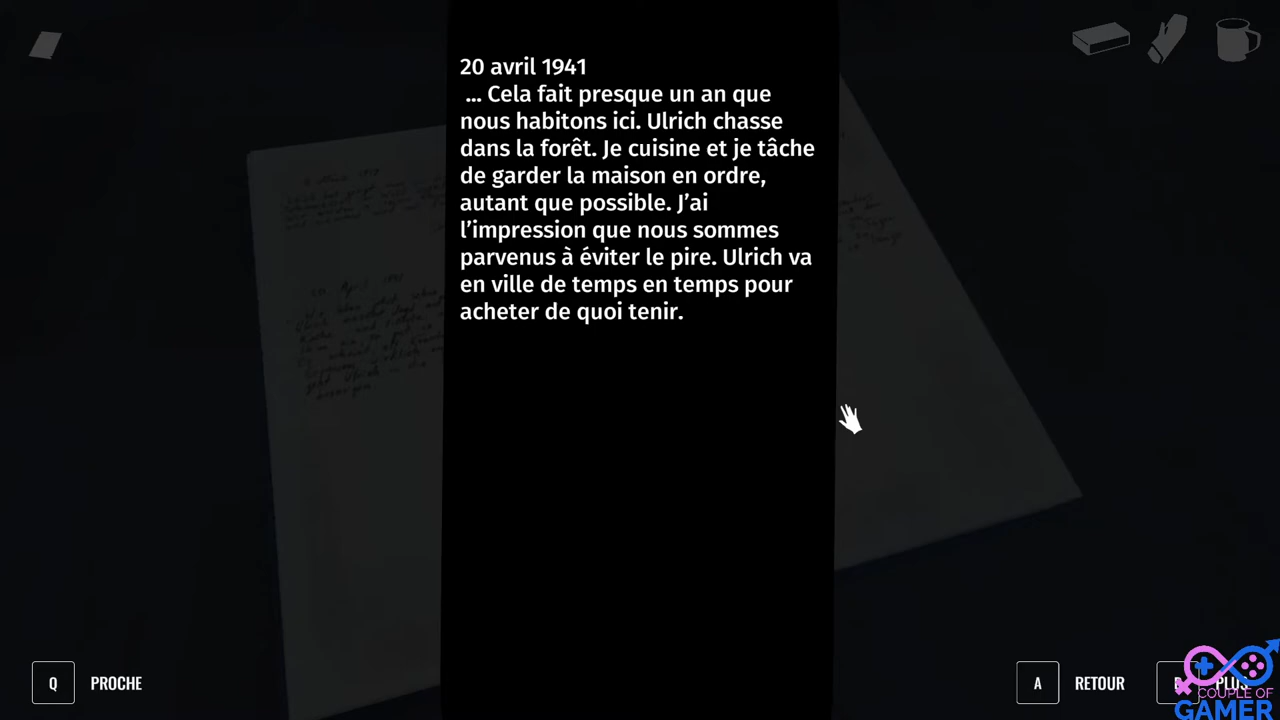 20 avril 1941
... Cela fait presque un an que
nous habitons ici. Ulrich chasse
dans la forêt. Je cuisine et je tâche
de garder la maison en ordre,
autant que possible. J’ai
l’impression que nous sommes
parvenus à éviter le pire. Ulrich va
en ville de temps en temps pour
acheter de quoi tenir.
Q PROCHE
A RETOUR
PLUS
COUPLE OF
GAMER